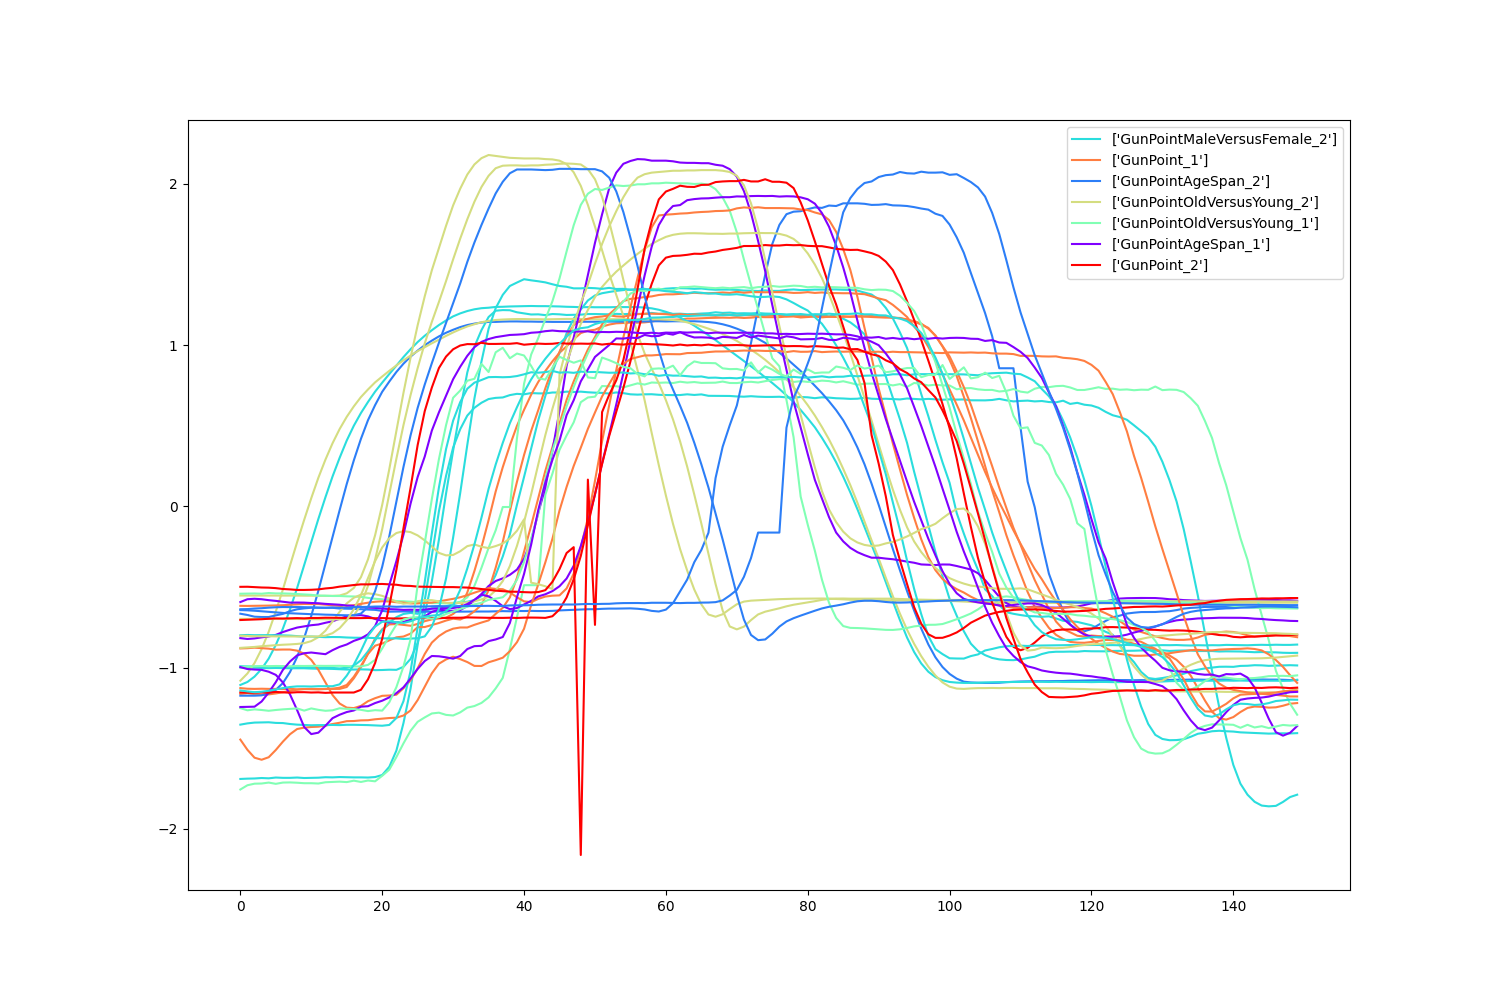 ['GunPointMaleVersusFemale_2']
['GunPoint_1']
['GunPointAgeSpan_2']
['GunPointOldVersusYoung_2']
['GunPointOldVersusYoung_1']
['GunPointAgeSpan_1']
['GunPoint_2']
2
1
0
−1
−2
0 20 40 60 80 100 120 140